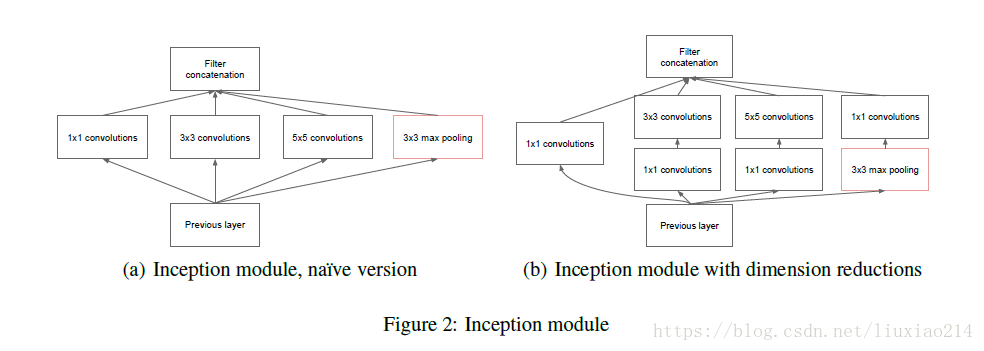 Filter
concatenation
1x1 convolutions
3x3 convolutions
5x5 convolutions
3x3 max pooling
Previous layer
(a) Inception module, naïve version
Filter
concatenation
3x3 convolutions
5x5 convolutions
1x1 convolutions
1x1 convolutions
1x1 convolutions
1x1 convolutions
3x3 max pooling
Previous layer
(b) Inception module with dimension reductions
Figure 2: Inception module
https://blog.csdn.net/liuxiao214